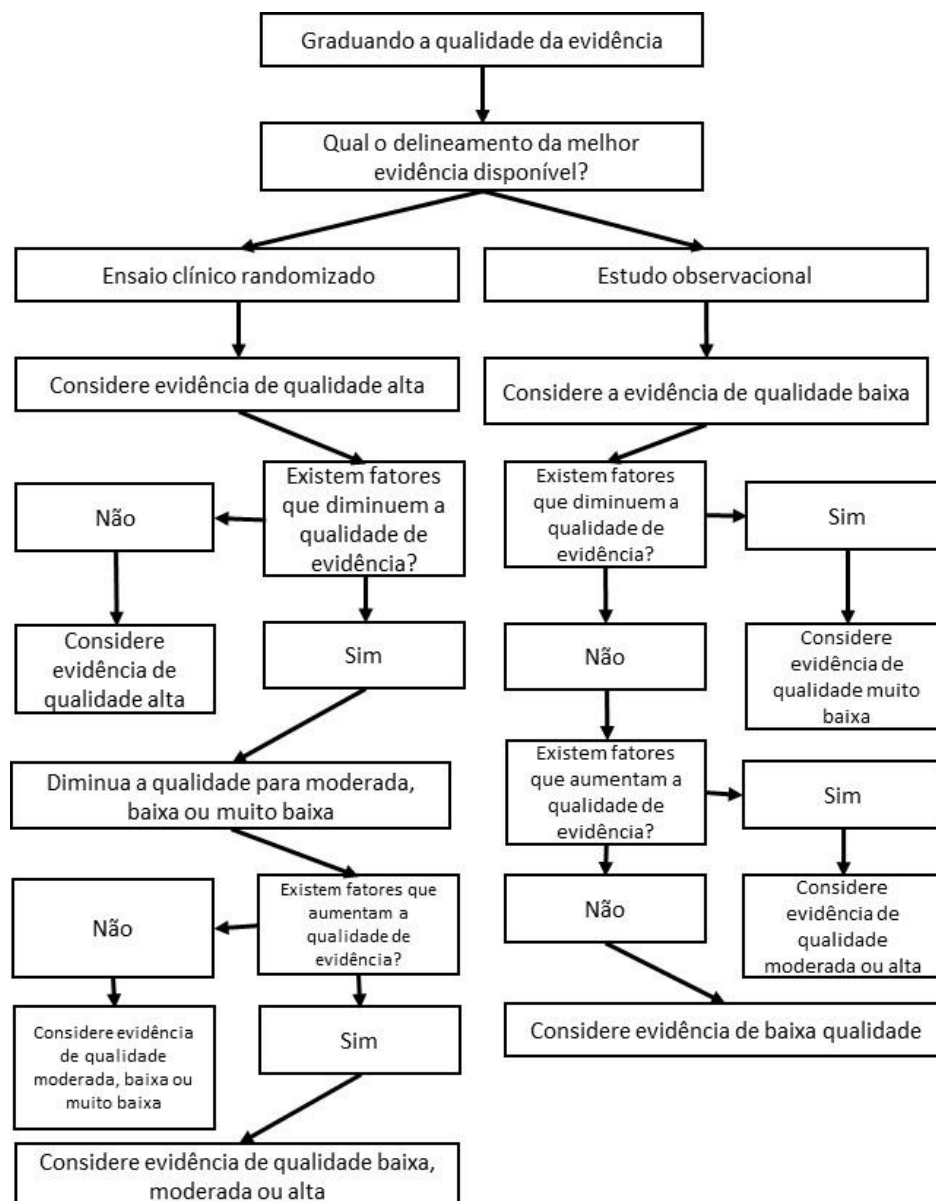 Graduando a qualidade da evidência
Qual o delineamento da melhor
evidência disponível?
Ensaio clínico randomizado
Estudo observacional
Considere evidência de qualidade alta
Considere a evidência de qualidade baixa
Não
Existem fatores
que diminuem a
qualidade de
evidência?
Existem fatores
que diminuem a
qualidade de
evidência?
Sim
Considere
evidência de
qualidade alta
Sim
Não
Considere
evidência de
qualidade muito
baixa
Diminua a qualidade para moderada,
baixa ou muito baixa
Existem fatores
que aumentam a
qualidade de
evidência?
Sim
Não
Existem fatores que
aumentam a
qualidade de
evidência?
Não
Considere
evidência de
qualidade
moderada ou alta
Considere evidência
de qualidade
moderada, baixa ou
muito baixa
Sim
Considere evidência de baixa qualidade
Considere evidência de qualidade baixa,
moderada ou alta